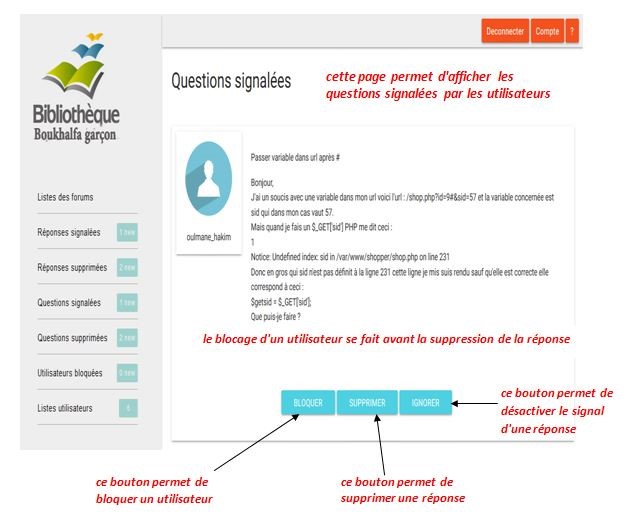 Deconnecter Compte ?
Bibliothèque
Boukhalfa garçon
Questions signalées
cette page permet d'afficher les
questions signalées par les utilisateurs
Listes des forums
Réponses signalées 1 new
Réponses supprimées 2 new
Questions signalées 1 new
Questions supprimées 2 new
Utilisateurs bloquées 0 new
Listes utilisateurs 6
oulmane_hakim
Passer variable dans url après #
Bonjour,
J'ai un soucis avec une variable dans mon url voici l'url : /shop.php?id=9#&sid=57 et la variable concernée est
sid qui dans mon cas vaut 57.
Mais quand je fais un $_GET['sid'] PHP me dit ceci :
1
Notice: Undefined index: sid in /var/www/shopper/shop.php on line 231
Donc en gros qui sid n'est pas définit à la ligne 231 cette ligne je mis suis rendu sauf qu'elle est correcte elle
correspond à ceci :
$getsid = $_GET['sid'];
Que puis-je faire ?
le blocage d'un utilisateur se fait avant la suppression de la réponse
BLOQUER SUPPRIMER IGNORER
ce bouton permet de
désactiver le signal
d'une réponse
ce bouton permet de
bloquer un utilisateur
ce bouton permet de
supprimer une réponse